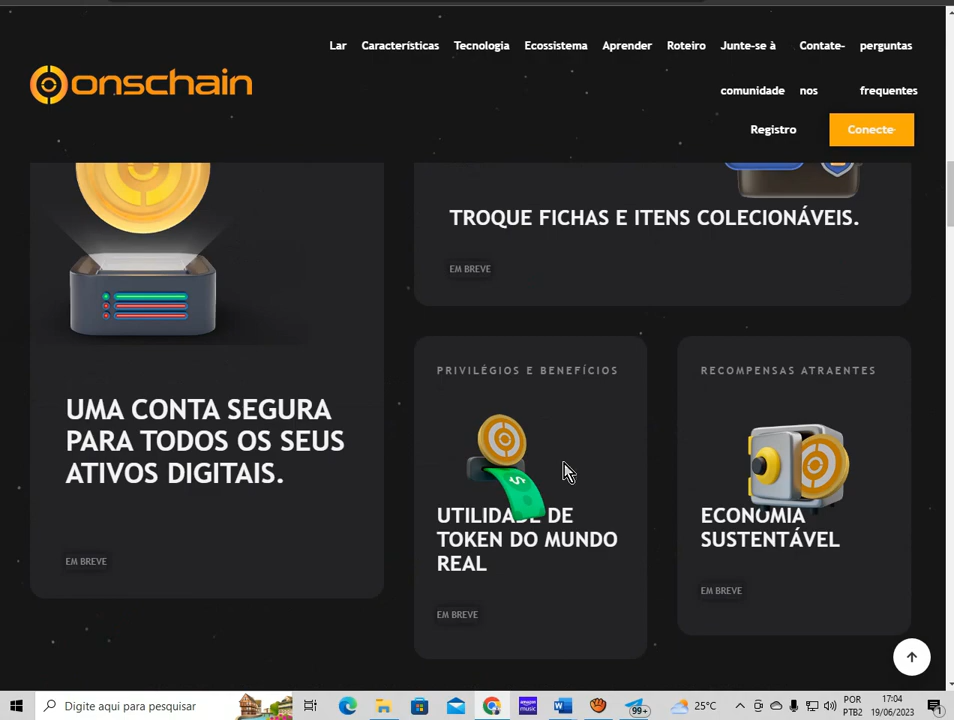 Lar Características Tecnologia Ecossistema Aprender Roteiro Junte-se à comunidade Contate-nos perguntas frequentes
onschain
Registro Conecte-
TROQUE FICHAS E ITENS COLECIONÁVEIS.
EM BREVE
UMA CONTA SEGURA
PARA TODOS OS SEUS
ATIVOS DIGITAIS.
EM BREVE
PRIVILÉGIOS E BENEFÍCIOS
UTILIDADE DE
TOKEN DO MUNDO
REAL
EM BREVE
RECOMPENSAS ATRAENTES
ECONOMIA
SUSTENTÁVEL
EM BREVE
Digite aqui para pesquisar
amazon
music
99+
25°C
POR
PTB2
17:04
19/06/2023
1